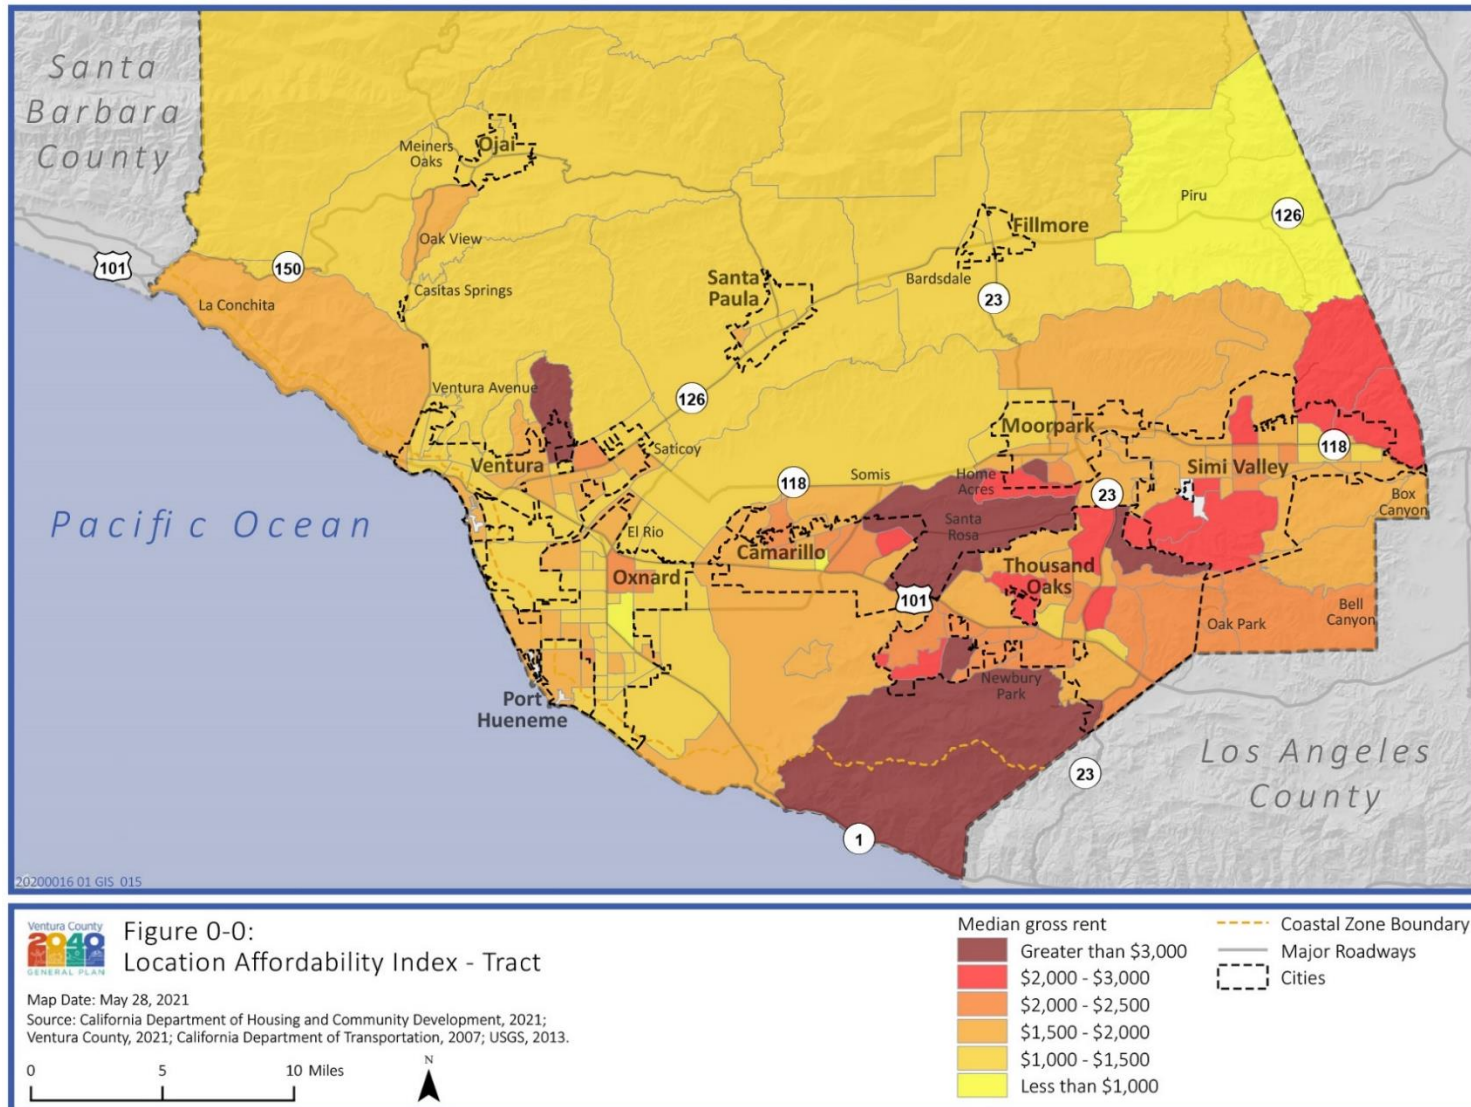 Santa
Barbara
County
Meiners
Oaks
Ojai
Piru
126
Oak View
Fillmore
101
150
Santa
Paula
Bardsdale
23
Casitas Springs
La Conchita
Ventura Avenue
126
Moorpark
118
Ventura
Saticoy
Simi Valley
118
Somis
Home
Acres
23
Box
Canyon
Pacific Ocean
El Rio
Santa
Rosa
Camarillo
Thousand
Oaks
Oxnard
101
Oak Park
Bell
Canyon
Newbury
Park
Port
Hueneme
Los Angeles
County
23
1
20200016 01 GIS 015
Ventura County
2040
GENERAL PLAN
Figure 0-0:
Location Affordability Index - Tract
Map Date: May 28, 2021
Source: California Department of Housing and Community Development, 2021;
Ventura County, 2021; California Department of Transportation, 2007; USGS, 2013.
0 5 10 Miles
N
Median gross rent
Greater than $3,000
$2,000 - $3,000
$2,000 - $2,500
$1,500 - $2,000
$1,000 - $1,500
Less than $1,000
Coastal Zone Boundary
Major Roadways
Cities